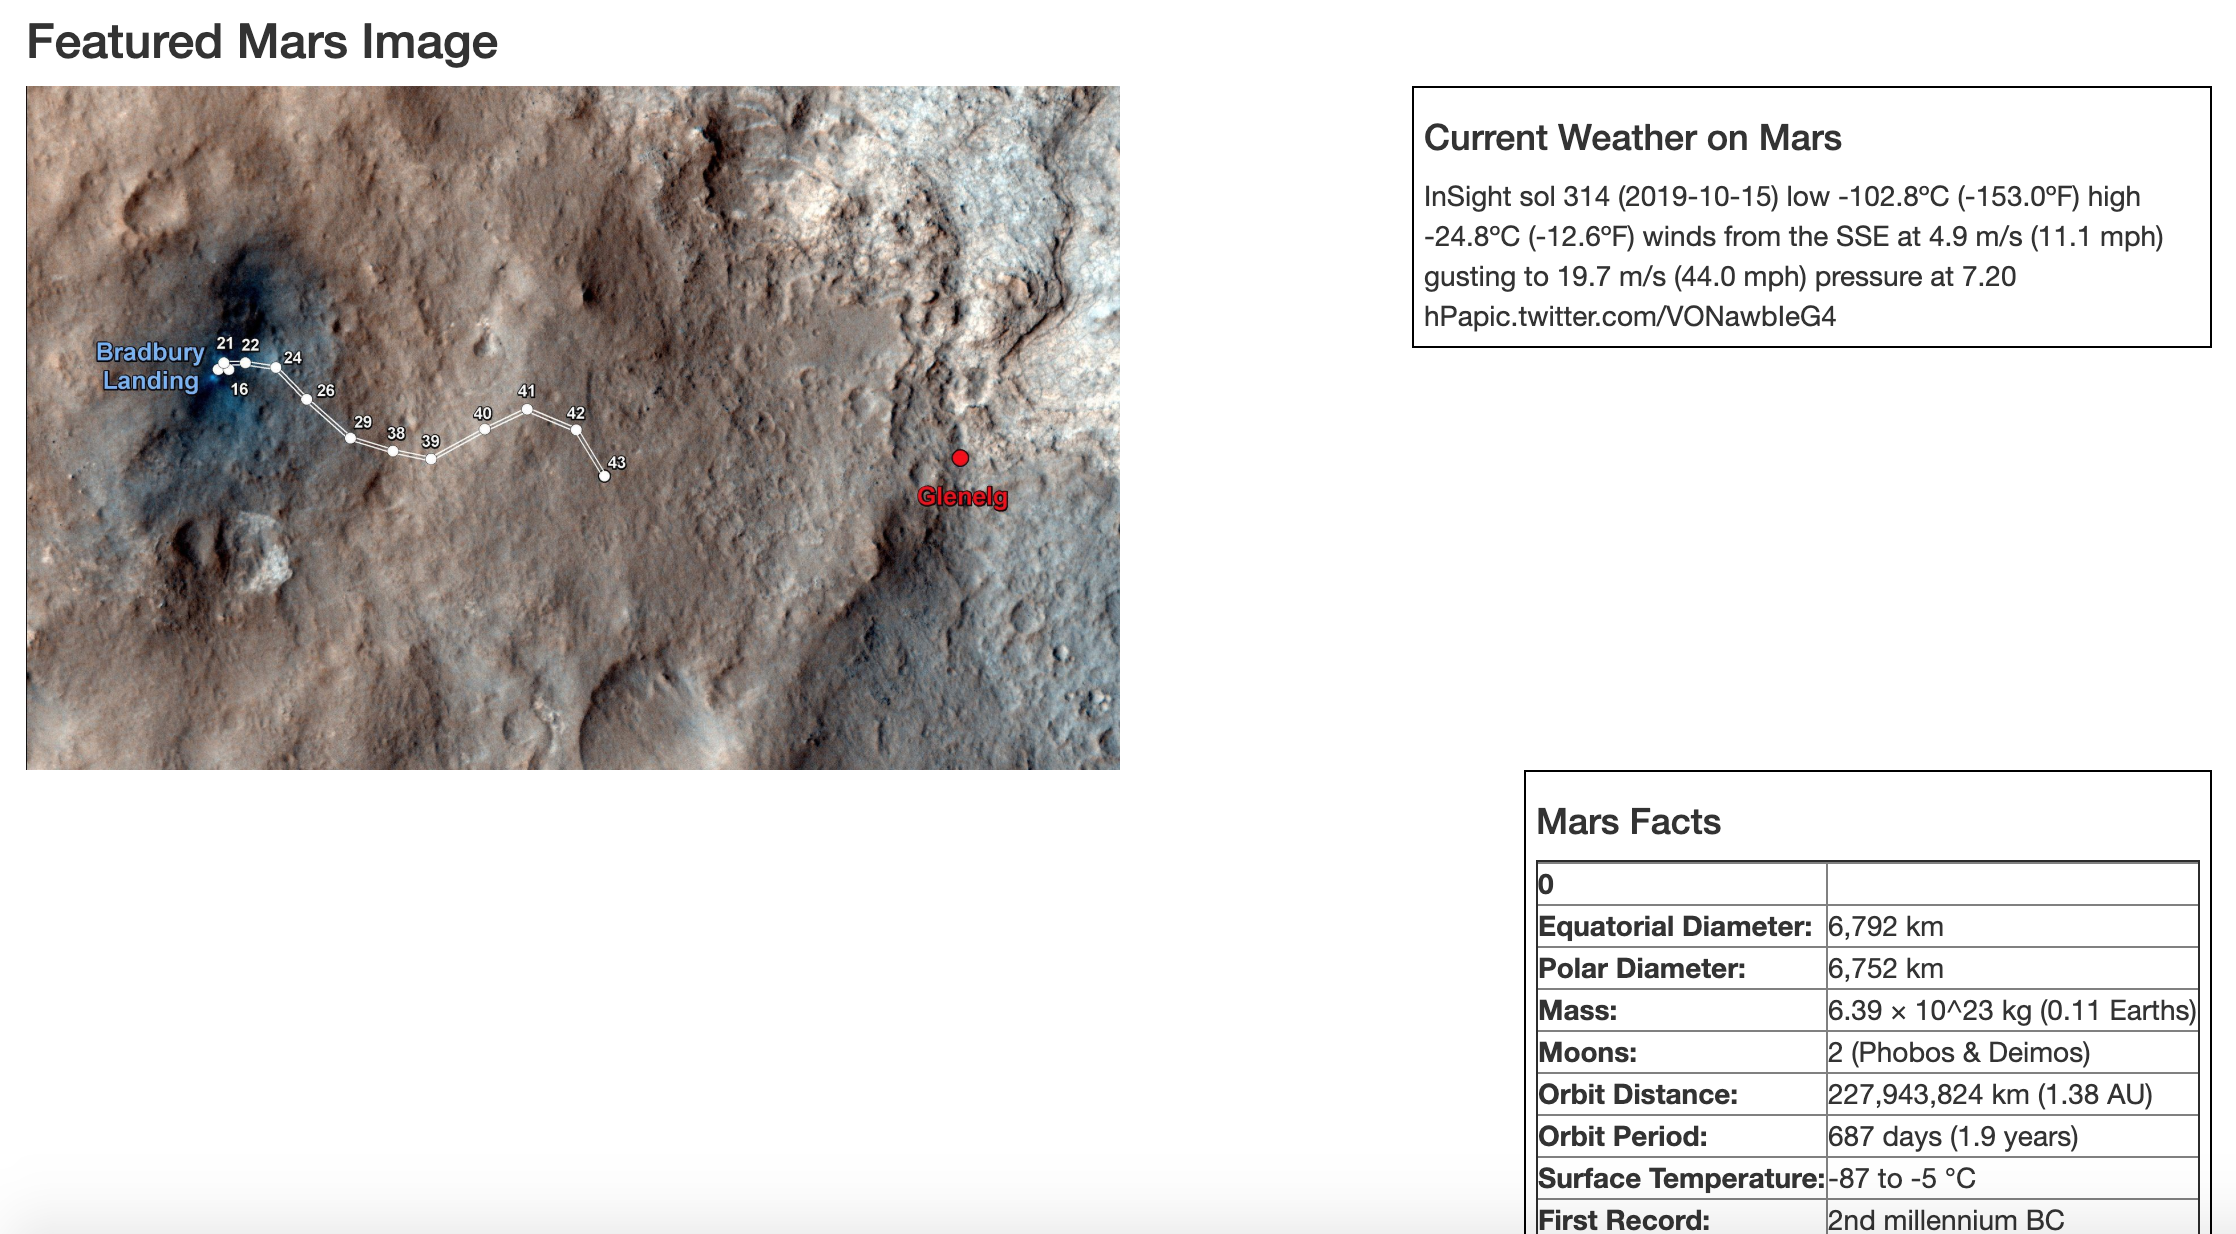 Featured Mars Image
Bradbury
Landing
21 22
24
16
26
29
38
39
40
41
42
43
Glenelg
Current Weather on Mars
InSight sol 314 (2019-10-15) low -102.8ºC (-153.0ºF) high
-24.8ºC (-12.6ºF) winds from the SSE at 4.9 m/s (11.1 mph)
gusting to 19.7 m/s (44.0 mph) pressure at 7.20
hPapic.twitter.com/VONawbIeG4
Mars Facts
0
Equatorial Diameter: 6,792 km
Polar Diameter: 6,752 km
Mass: 6.39 × 10^23 kg (0.11 Earths)
Moons: 2 (Phobos & Deimos)
Orbit Distance: 227,943,824 km (1.38 AU)
Orbit Period: 687 days (1.9 years)
Surface Temperature: -87 to -5 °C
First Record: 2nd millennium BC